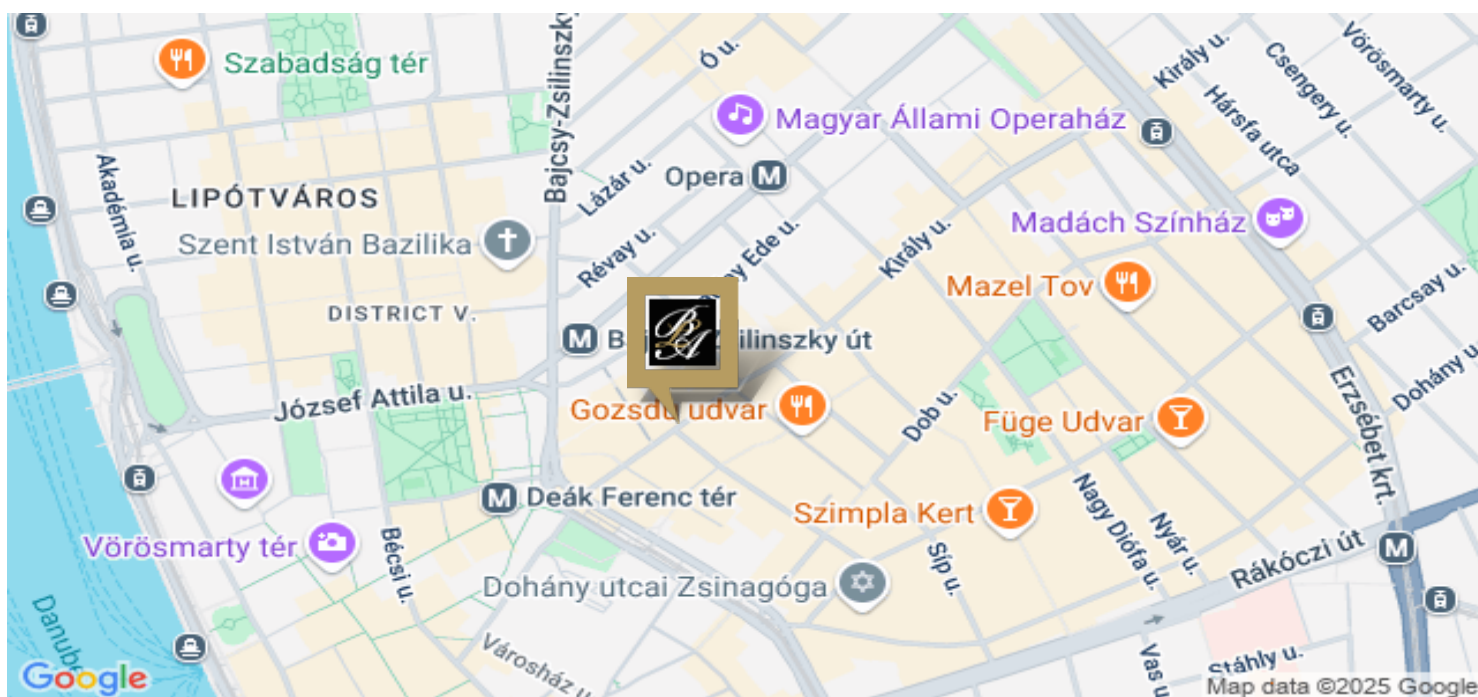 Szabadság tér
Bajcsy-Zsilinszky
Ó u.
Király u.
Csengery u.
Vörösmarty u.
Magyar Állami Operaház
Hársfa utca
Akadémia u.
LIPÓTVÁROS
Lázár u.
Opera M
Szent István Bazilika
Madách Színház
Révay u.
Ede u.
Király u.
Mazel Tov
Barcsay u.
DISTRICT V.
M
ilinszky út
József Attila u.
Gozsdu udvar
Dob u.
Füge Udvar
Erzsébet krt.
Dohány u.
M Deák Ferenc tér
Szimpla Kert
Nagy Diófa u.
Nyár u.
Vörösmarty tér
Bécsi u.
Síp u.
Rákóczi út
M
Dohány utcai Zsinagóga
Danube
Városház u
Vas u
Stáhly u.
Google
Map data ©2025 Google